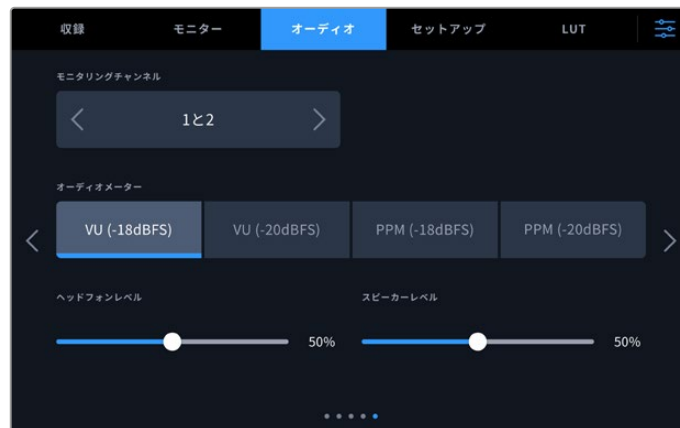 収録 モニター オーディオ セットアップ LUT
モニタリングチャンネル
1と2
オーディオメーター
VU (-18dBFS) VU (-20dBFS) PPM (-18dBFS) PPM (-20dBFS)
ヘッドフォンレベル スピーカーレベル
50% 50%